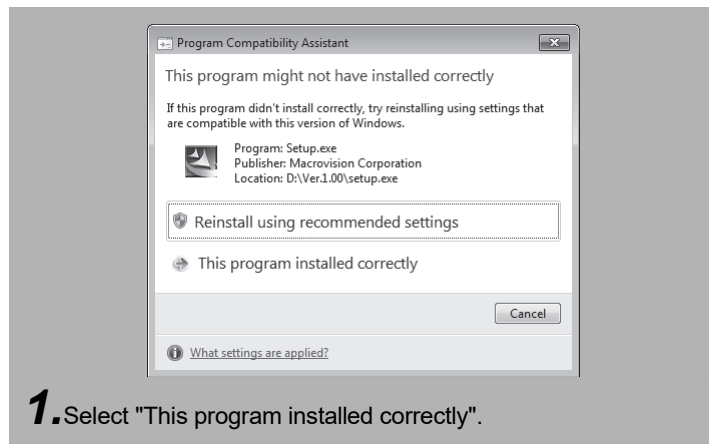 Program Compatibility Assistant
This program might not have installed correctly
If this program didn't install correctly, try reinstalling using settings that
are compatible with this version of Windows.
Program: Setup.exe
Publisher: Macrovision Corporation
Location: D:\Ver.1.00\setup.exe
Reinstall using recommended settings
This program installed correctly
Cancel
What settings are applied?
1.Select "This program installed correctly".